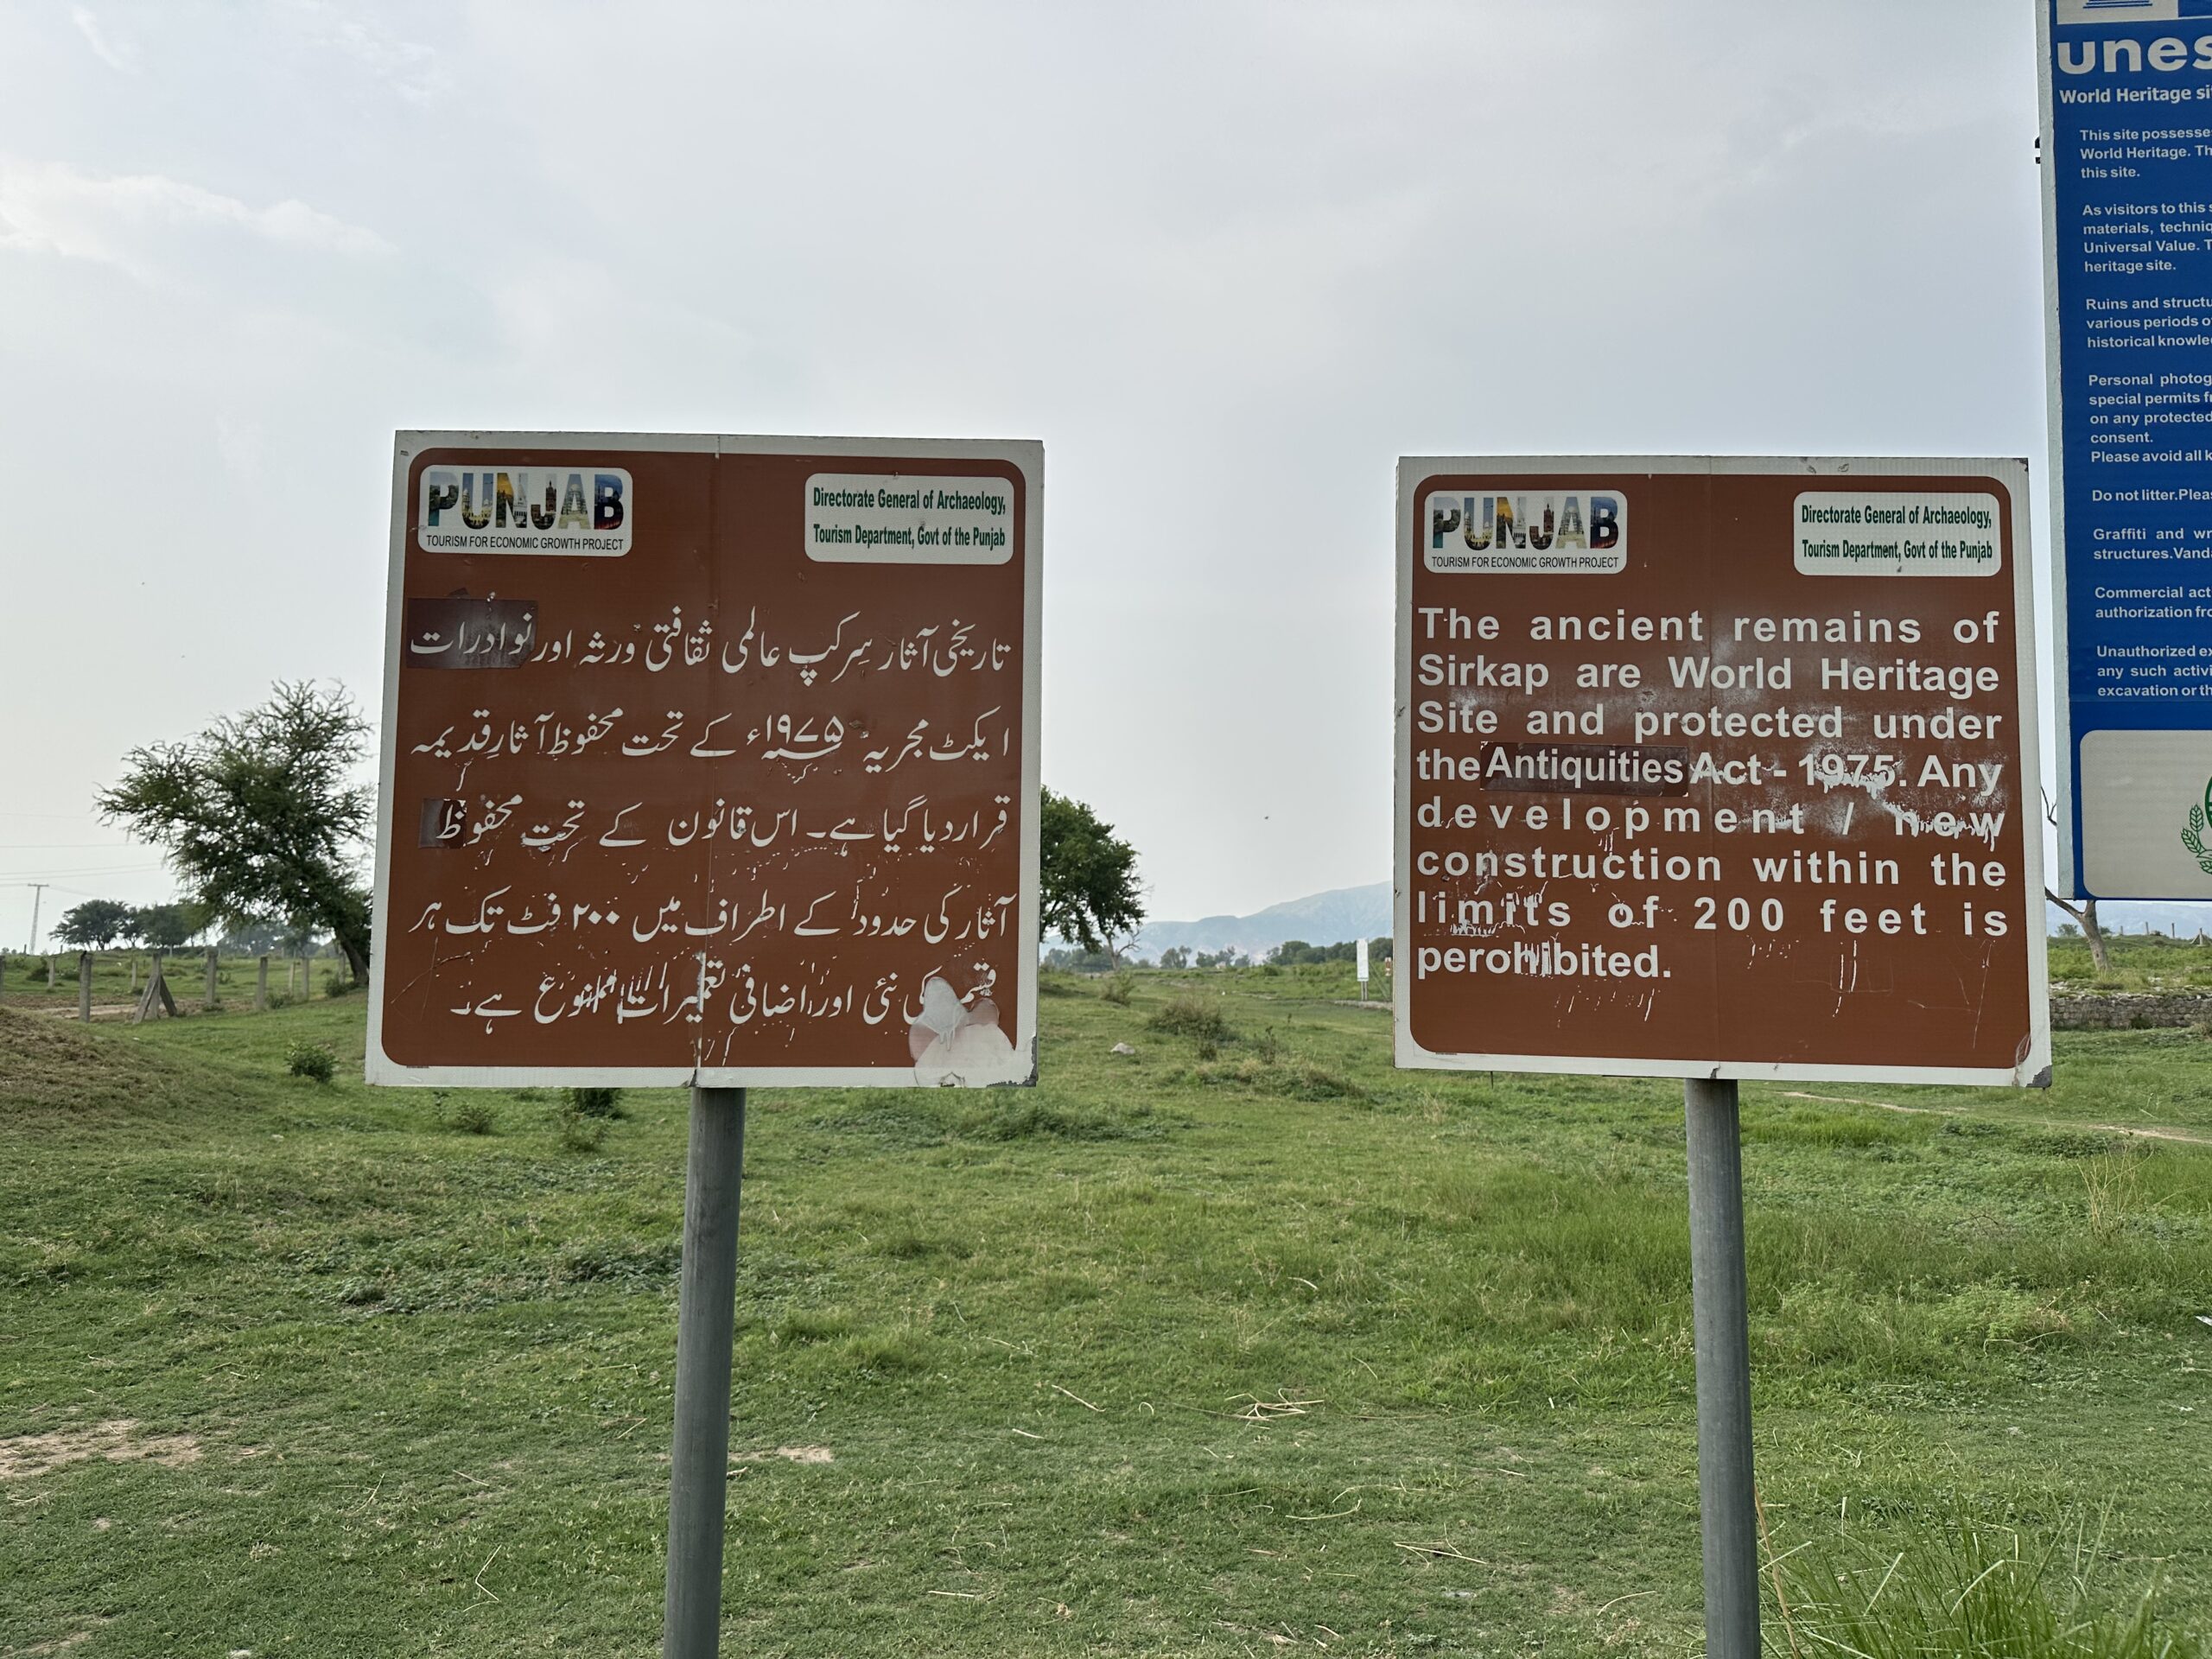 PUNJAB
TOURISM FOR ECONOMIC GROWTH PROJECT
Directorate General of Archaeology,
Tourism Department, Govt of the Punjab
تاریخی آثار سِرکپ عالمی ثقافتی ورثہ اور نوادرات
ایکٹ مجریہ ۱۹۷۵ء کے تحت محفوظ آثارِ قدیمہ
قرار دیا گیا ہے۔ اس قانون کے تحت محفوظ
آثار کی حدود کے اطراف میں ۲۰۰ فٹ تک ہر
قسم کی نئی اور اضافی تعمیرات ممنوع ہے۔
PUNJAB
TOURISM FOR ECONOMIC GROWTH PROJECT
Directorate General of Archaeology,
Tourism Department, Govt of the Punjab
The ancient remains of
Sirkap are World Heritage
Site and protected under
the Antiquities Act - 1975. Any
development / new
construction within the
limits of 200 feet is
perohibited.
unes
World Heritage si
This site possesse
World Heritage. Th
this site.
As visitors to this s
materials, techniq
Universal Value. T
heritage site.
Ruins and structu
various periods o
historical knowle
Personal photog
special permits f
on any protected
consent.
Please avoid all k
Do not litter.Pleas
Graffiti and wr
structures.Vanda
Commercial act
authorization fro
Unauthorized ex
any such activi
excavation or th